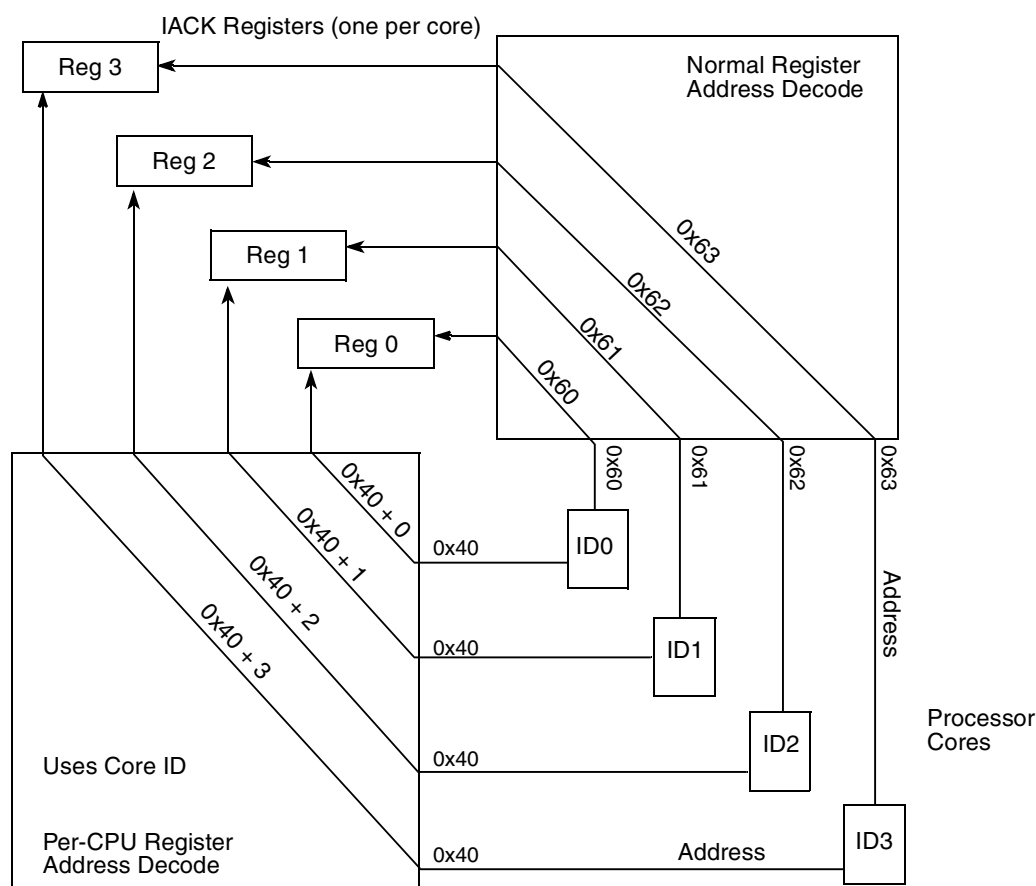 IACK Registers (one per core)
Reg 3
Normal Register
Address Decode
Reg 2
0x63
Reg 1
0x62
Reg 0
0x61
0x60
0x60
0x61
0x62
0x63
0x40 + 0
0x40
ID0
0x40 + 1
Address
0x40 + 2
0x40
ID1
0x40 + 3
Processor
Cores
0x40
ID2
Uses Core ID
Per-CPU Register
Address Decode
0x40
Address
ID3